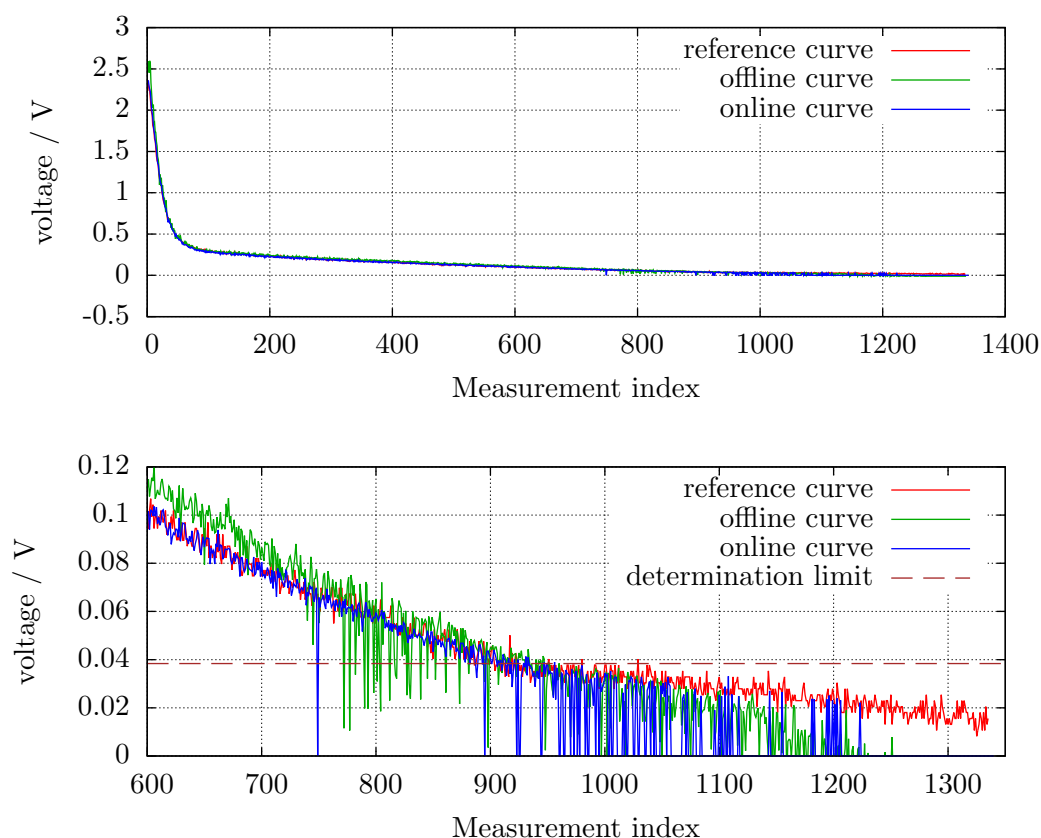 3
2.5
2
1.5
1
0.5
0
-0.5
voltage / V
reference curve
offline curve
online curve
0 200 400 600 800 1000 1200 1400
Measurement index
0.12
0.1
0.08
0.06
0.04
0.02
0
voltage / V
reference curve
offline curve
online curve
determination limit
600 700 800 900 1000 1100 1200 1300
Measurement index